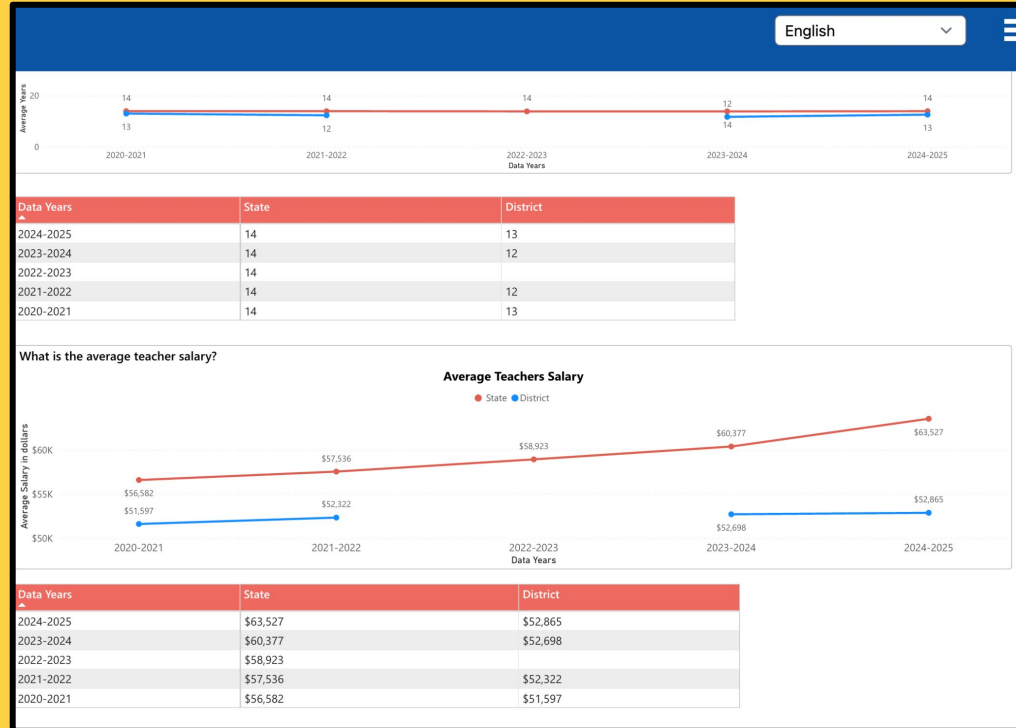 English
Average Years
20
0
14 14 14 12 14
13 12 14 13
2020-2021 2021-2022 2022-2023 2023-2024 2024-2025
Data Years
Data Years State District
2024-2025 14 13
2023-2024 14 12
2022-2023 14
2021-2022 14 12
2020-2021 14 13
What is the average teacher salary?
Average Teachers Salary
State District
Average Salary in dollars
$60K
$55K
$50K
$56,582 $57,536 $58,923 $60,377 $63,527
$51,597 $52,322 $52,698 $52,865
2020-2021 2021-2022 2022-2023 2023-2024 2024-2025
Data Years
Data Years State District
2024-2025 $63,527 $52,865
2023-2024 $60,377 $52,698
2022-2023 $58,923
2021-2022 $57,536 $52,322
2020-2021 $56,582 $51,597